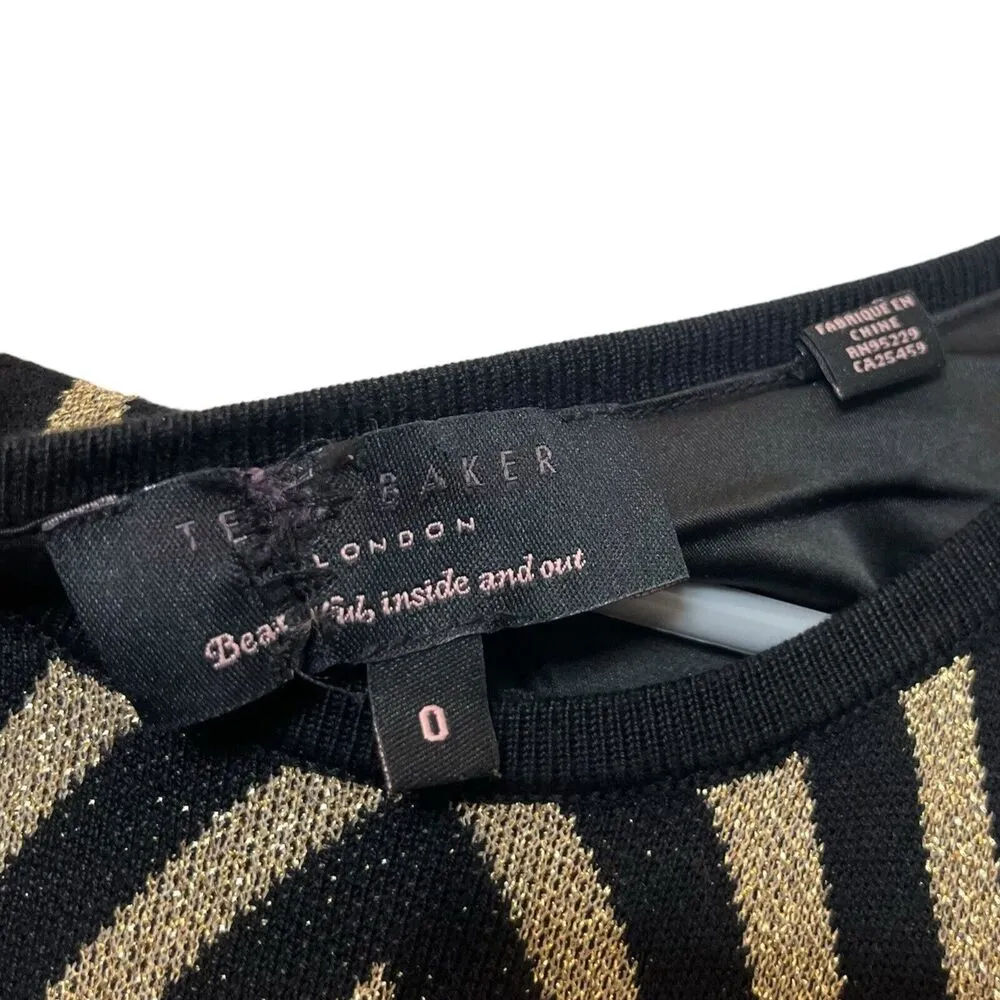 BAKER
LONDON
inside and out
0
FABRIQUE EN
CHINE
RN95229
CA25459